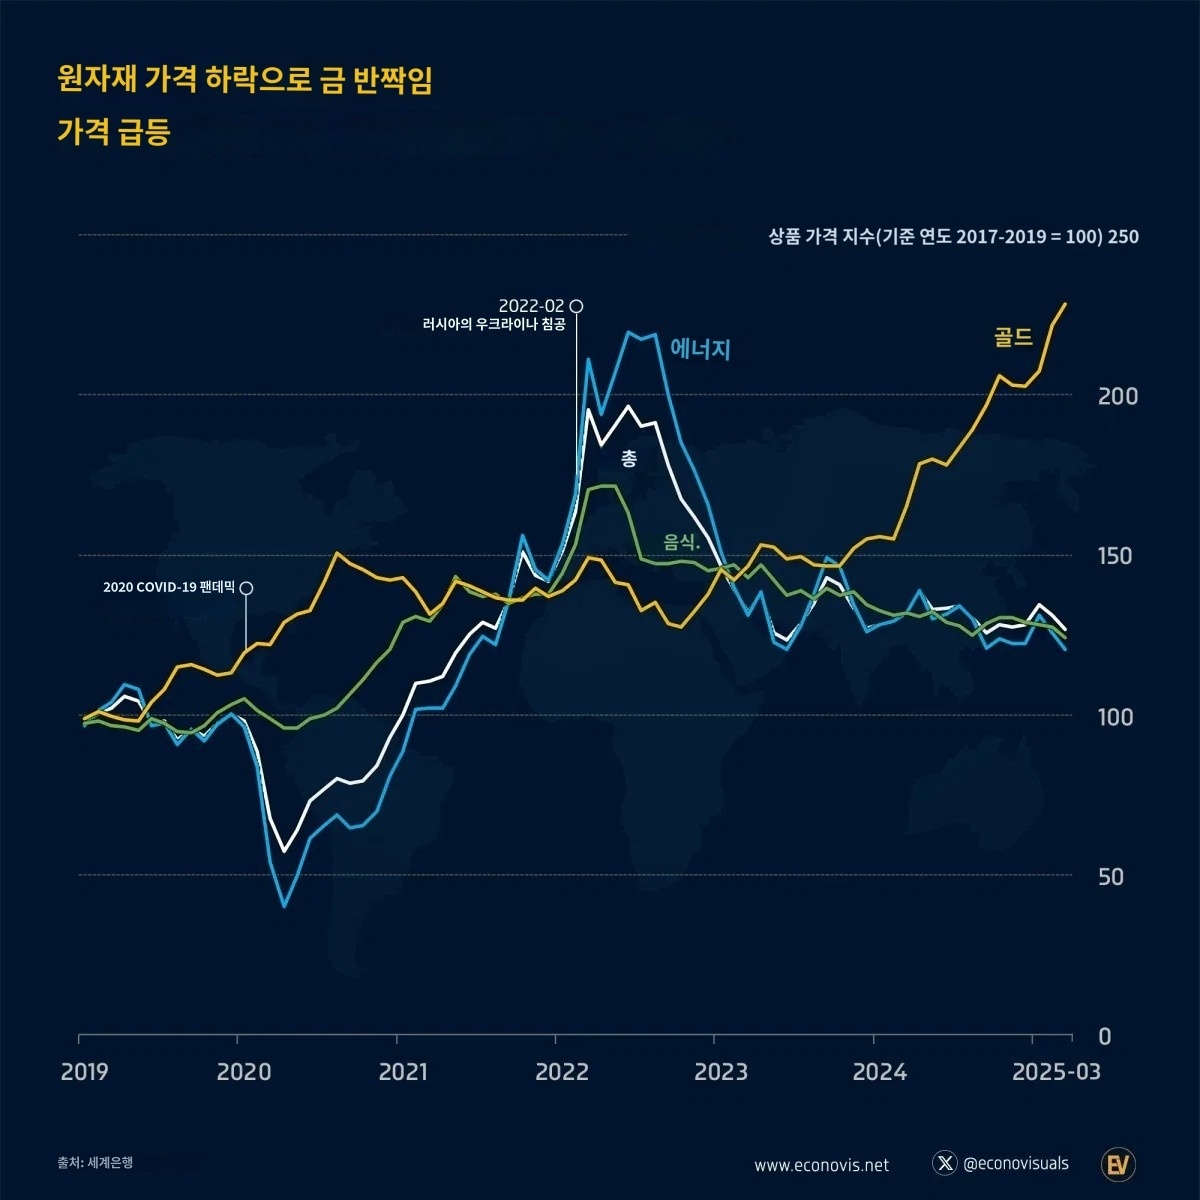 원자재 가격 하락으로 금 반짝임
가격 급등
상품 가격 지수(기준 연도 2017-2019 = 100) 250
2022-02
러시아의 우크라이나 침공
에너지
골드
200
총
음식.
150
2020 COVID-19 팬데믹
100
50
0
2019 2020 2021 2022 2023 2024 2025-03
출처: 세계은행
www.econovis.net
@econovisuals
EV